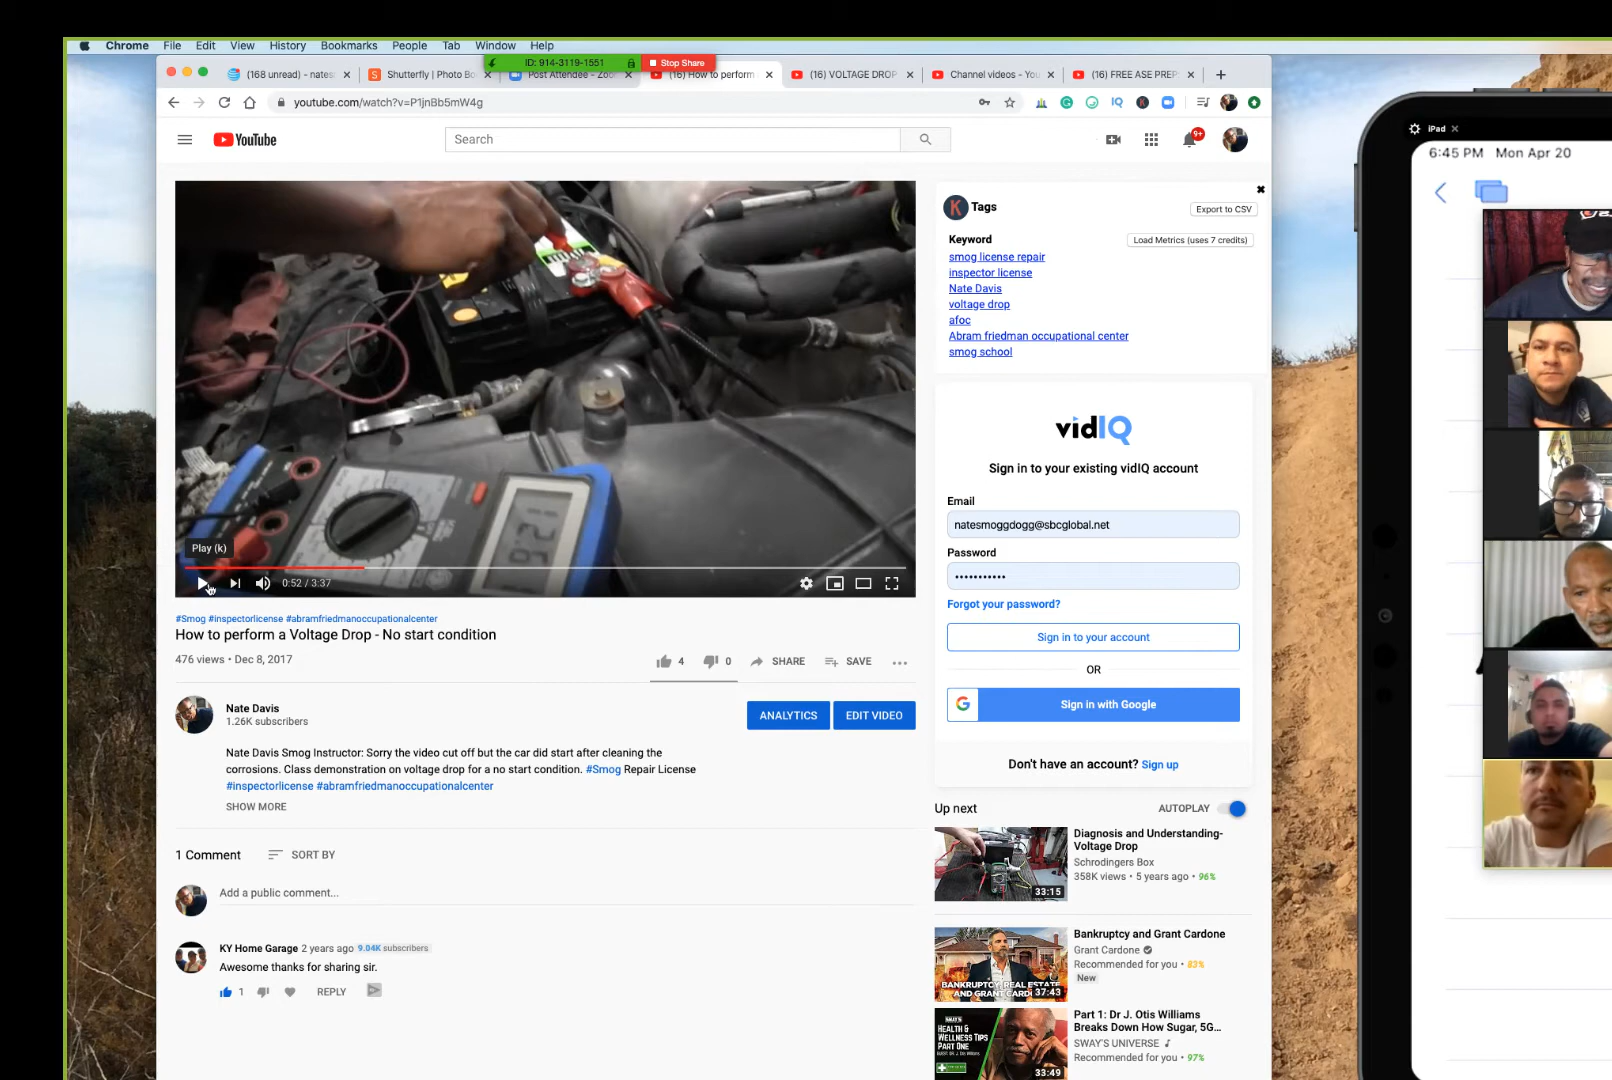 Chrome File Edit View History Bookmarks People Tab Window Help
ID: 914-3119-1551 Stop Share
(168 unread) - nates
Shutterfly | Photo Bo
Post Attendee - Zoo
(16) How to perform
(16) VOLTAGE DROP
Channel videos - You
(16) FREE ASE PREP
youtube.com/watch?v=P1jnBb5mW4g
YouTube
Search
9+
Play (k)
0:52 / 3:37
#Smog #inspectorlicense #abramfriedmanoccupationalcenter
How to perform a Voltage Drop - No start condition
476 views • Dec 8, 2017
4 0 SHARE SAVE
Nate Davis
1.26K subscribers
ANALYTICS EDIT VIDEO
Nate Davis Smog Instructor: Sorry the video cut off but the car did start after cleaning the
corrosions. Class demonstration on voltage drop for a no start condition. #Smog Repair License
#inspectorlicense #abramfriedmanoccupationalcenter
SHOW MORE
1 Comment SORT BY
Add a public comment...
KY Home Garage 2 years ago 9.04K subscribers
Awesome thanks for sharing sir.
1 REPLY
K Tags
Export to CSV
Keyword
Load Metrics (uses 7 credits)
smog license repair
inspector license
Nate Davis
voltage drop
afoc
Abram friedman occupational center
smog school
vidIQ
Sign in to your existing vidIQ account
Email
natesmoggdogg@sbcglobal.net
Password
•••••••••••
Forgot your password?
Sign in to your account
OR
Sign in with Google
Don't have an account? Sign up
Up next AUTOPLAY
33:15
Diagnosis and Understanding-
Voltage Drop
Schrodingers Box
358K views • 5 years ago • 96%
BANKRUPTCY, REAL ESTATE
AND GRANT CARD
37:43
Bankruptcy and Grant Cardone
Grant Cardone
Recommended for you • 83%
New
HEALTH &
WELLNESS TIPS
PART ONE
33:49
Part 1: Dr J. Otis Williams
Breaks Down How Sugar, 5G...
SWAY'S UNIVERSE
Recommended for you • 97%
iPad
6:45 PM Mon Apr 20